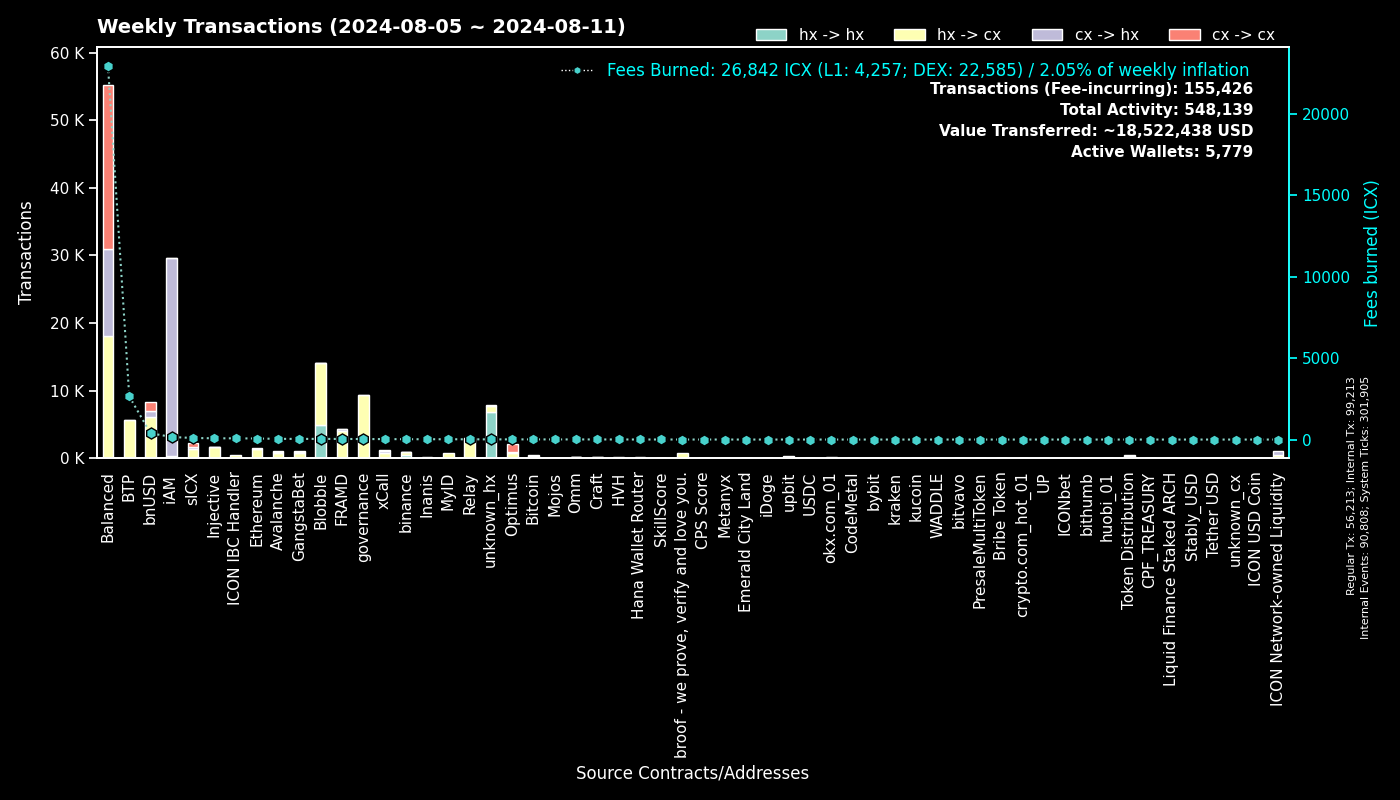 Weekly Transactions (2024-08-05 ~ 2024-08-11)
hx -> hx
hx -> cx
cx -> hx
cx -> cx
Fees Burned: 26,842 ICX (L1: 4,257; DEX: 22,585) / 2.05% of weekly inflation
Transactions (Fee-incurring): 155,426
Total Activity: 548,139
Value Transferred: ~18,522,438 USD
Active Wallets: 5,779
Transactions
60 K
50 K
40 K
30 K
20 K
10 K
0 K
20000
15000
10000
5000
0
Fees burned (ICX)
Regular Tx: 56,213; Internal Tx: 99,213
Internal Events: 90,808; System Ticks: 301,905
Balanced
BTP
bnUSD
iAM
sICX
Injective
ICON IBC Handler
Ethereum
Avalanche
GangstaBet
Blobble
FRAMD
governance
xCall
binance
Inanis
MyID
Relay
unknown_hx
Optimus
Bitcoin
Mojos
Omm
Craft
HVH
Hana Wallet Router
SkillScore
broof - we prove, verify and love you.
CPS Score
Metanyx
Emerald City Land
iDoge
upbit
USDC
okx.com_01
CodeMetal
bybit
kraken
kucoin
WADDLE
bitvavo
PresaleMultiToken
Bribe Token
crypto.com_hot_01
UP
ICONbet
bithumb
huobi_01
Token Distribution
CPF_TREASURY
Liquid Finance Staked ARCH
Stably_USD
Tether USD
unknown_cx
ICON USD Coin
ICON Network-owned Liquidity
Source Contracts/Addresses